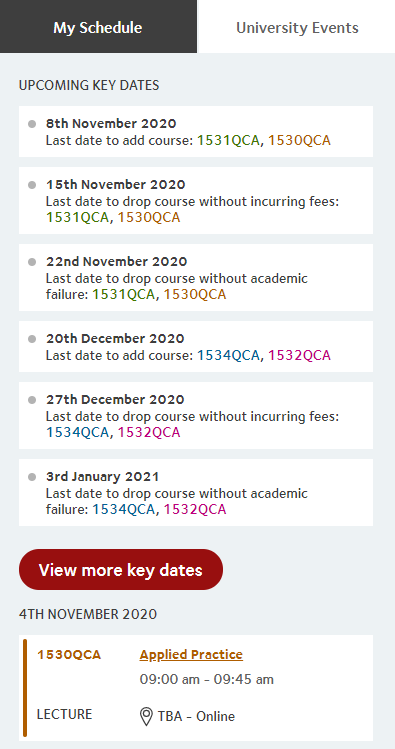 My Schedule
University Events
UPCOMING KEY DATES
8th November 2020
Last date to add course: 1531QCA, 1530QCA
15th November 2020
Last date to drop course without incurring fees:
1531QCA, 1530QCA
22nd November 2020
Last date to drop course without academic
failure: 1531QCA, 1530QCA
20th December 2020
Last date to add course: 1534QCA, 1532QCA
27th December 2020
Last date to drop course without incurring fees:
1534QCA, 1532QCA
3rd January 2021
Last date to drop course without academic
failure: 1534QCA, 1532QCA
View more key dates
4TH NOVEMBER 2020
1530QCA
Applied Practice
09:00 am - 09:45 am
LECTURE
TBA - Online